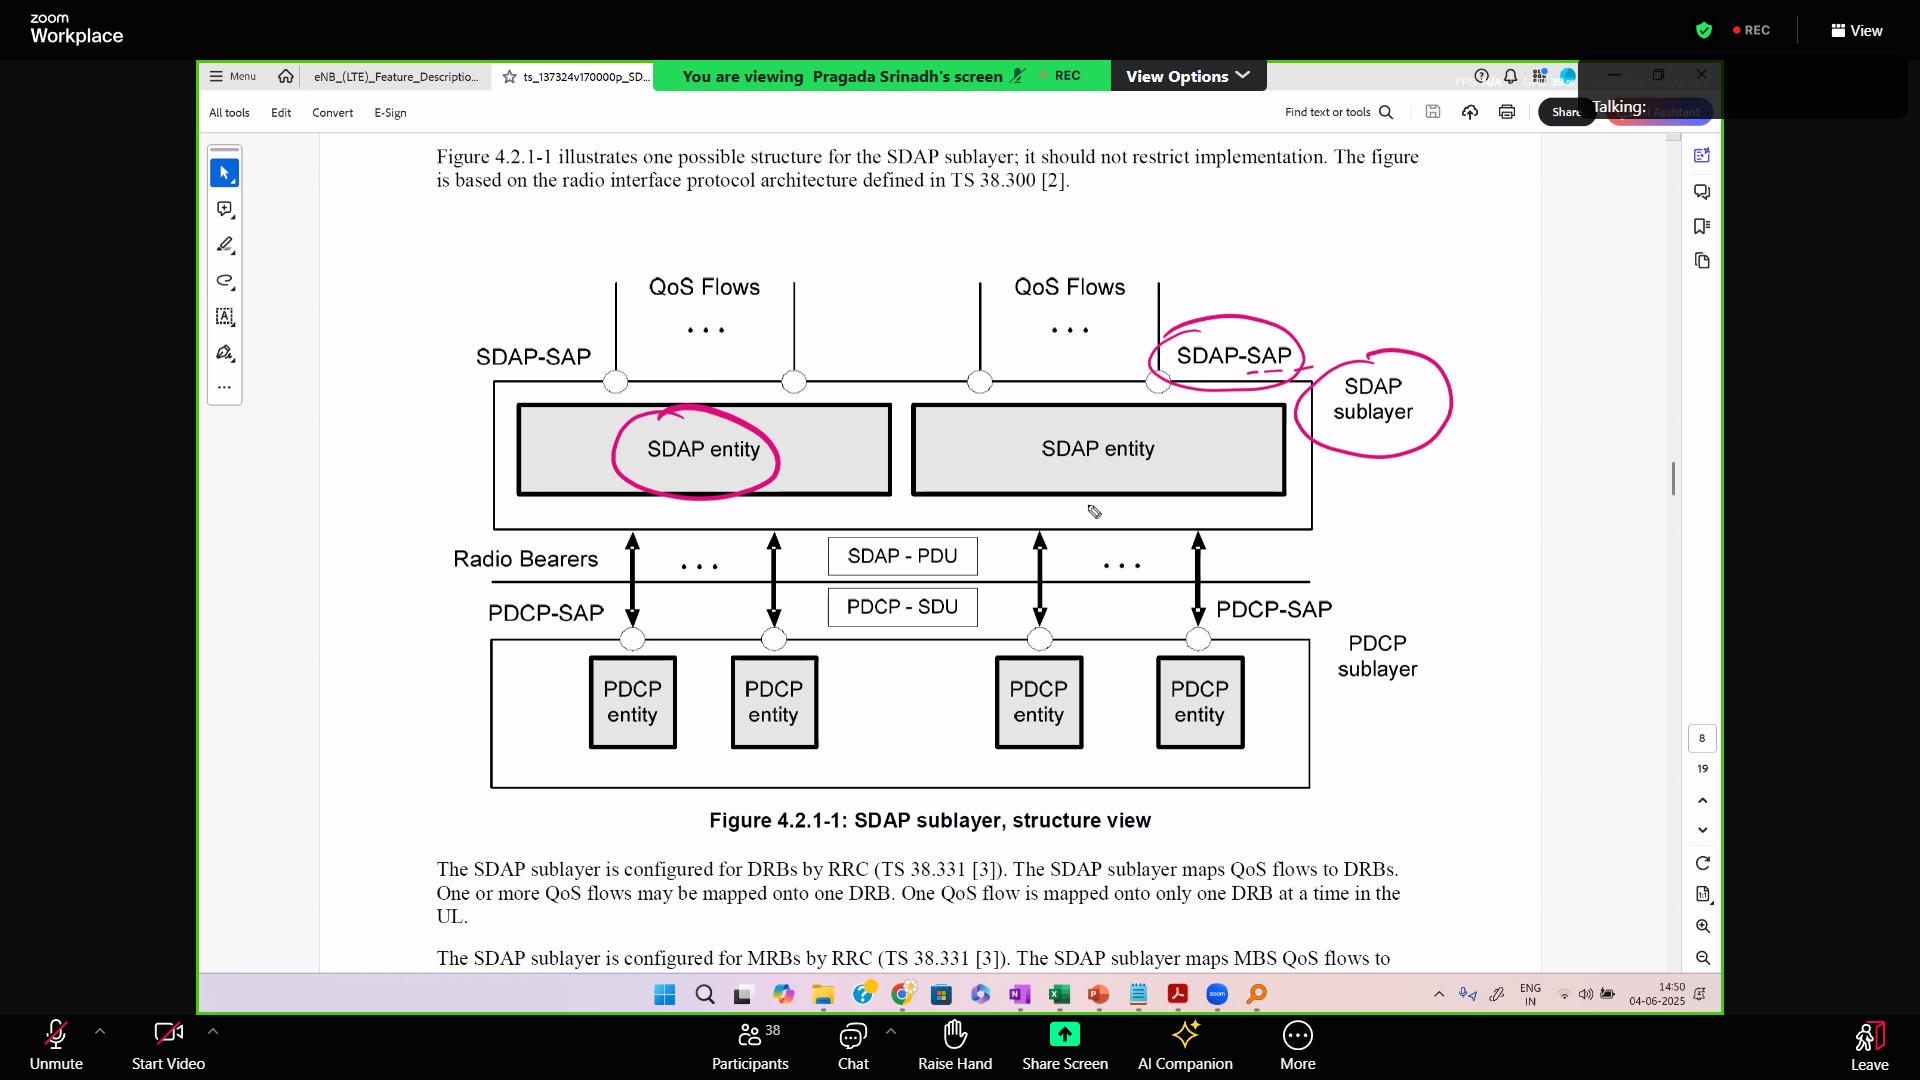 zoom
Workplace
REC
View
Menu
eNB_(LTE)_Feature_Descriptio...
ts_137324v170000p_SD...
You are viewing Pragada Srinadh's screen
REC
View Options
Talking:
All tools
Edit
Convert
E-Sign
Find text or tools
Share
Assistant
Figure 4.2.1-1 illustrates one possible structure for the SDAP sublayer; it should not restrict implementation. The figure
is based on the radio interface protocol architecture defined in TS 38.300 [2].
QoS Flows
QoS Flows
...
...
SDAP-SAP
SDAP-SAP
SDAP
sublayer
SDAP entity
SDAP entity
Radio Bearers
...
SDAP - PDU
...
PDCP-SAP
PDCP - SDU
PDCP-SAP
PDCP
sublayer
PDCP
entity
PDCP
entity
PDCP
entity
PDCP
entity
Figure 4.2.1-1: SDAP sublayer, structure view
The SDAP sublayer is configured for DRBs by RRC (TS 38.331 [3]). The SDAP sublayer maps QoS flows to DRBs.
One or more QoS flows may be mapped onto one DRB. One QoS flow is mapped onto only one DRB at a time in the
UL.
The SDAP sublayer is configured for MRBs by RRC (TS 38.331 [3]). The SDAP sublayer maps MBS QoS flows to
8
19
ENG
IN
14:50
04-06-2025
Unmute
Start Video
38
Participants
Chat
Raise Hand
Share Screen
AI Companion
More
Leave